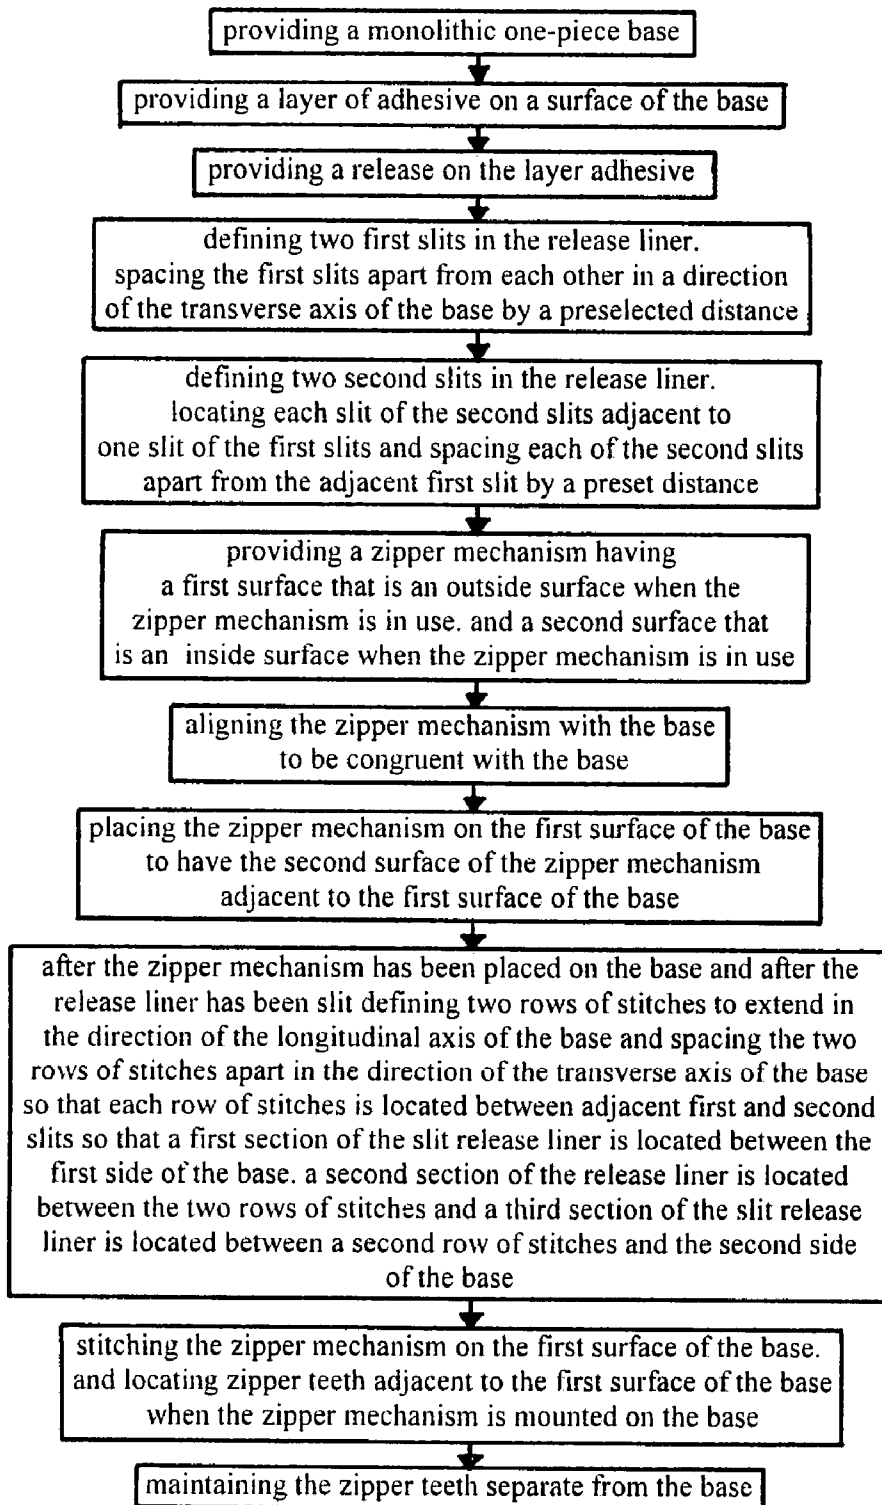 providing a monolithic one-piece base
providing a layer of adhesive on a surface of the base
providing a release on the layer adhesive
defining two first slits in the release liner.
spacing the first slits apart from each other in a direction
of the transverse axis of the base by a preselected distance
defining two second slits in the release liner.
locating each slit of the second slits adjacent to
one slit of the first slits and spacing each of the second slits
apart from the adjacent first slit by a preset distance
providing a zipper mechanism having
a first surface that is an outside surface when the
zipper mechanism is in use. and a second surface that
is an inside surface when the zipper mechanism is in use
aligning the zipper mechanism with the base
to be congruent with the base
placing the zipper mechanism on the first surface of the base
to have the second surface of the zipper mechanism
adjacent to the first surface of the base
after the zipper mechanism has been placed on the base and after the
release liner has been slit defining two rows of stitches to extend in
the direction of the longitudinal axis of the base and spacing the two
rows of stitches apart in the direction of the transverse axis of the base
so that each row of stitches is located between adjacent first and second
slits so that a first section of the slit release liner is located between the
first side of the base. a second section of the release liner is located
between the two rows of stitches and a third section of the slit release
liner is located between a second row of stitches and the second side
of the base
stitching the zipper mechanism on the first surface of the base.
and locating zipper teeth adjacent to the first surface of the base
when the zipper mechanism is mounted on the base
maintaining the zipper teeth separate from the base